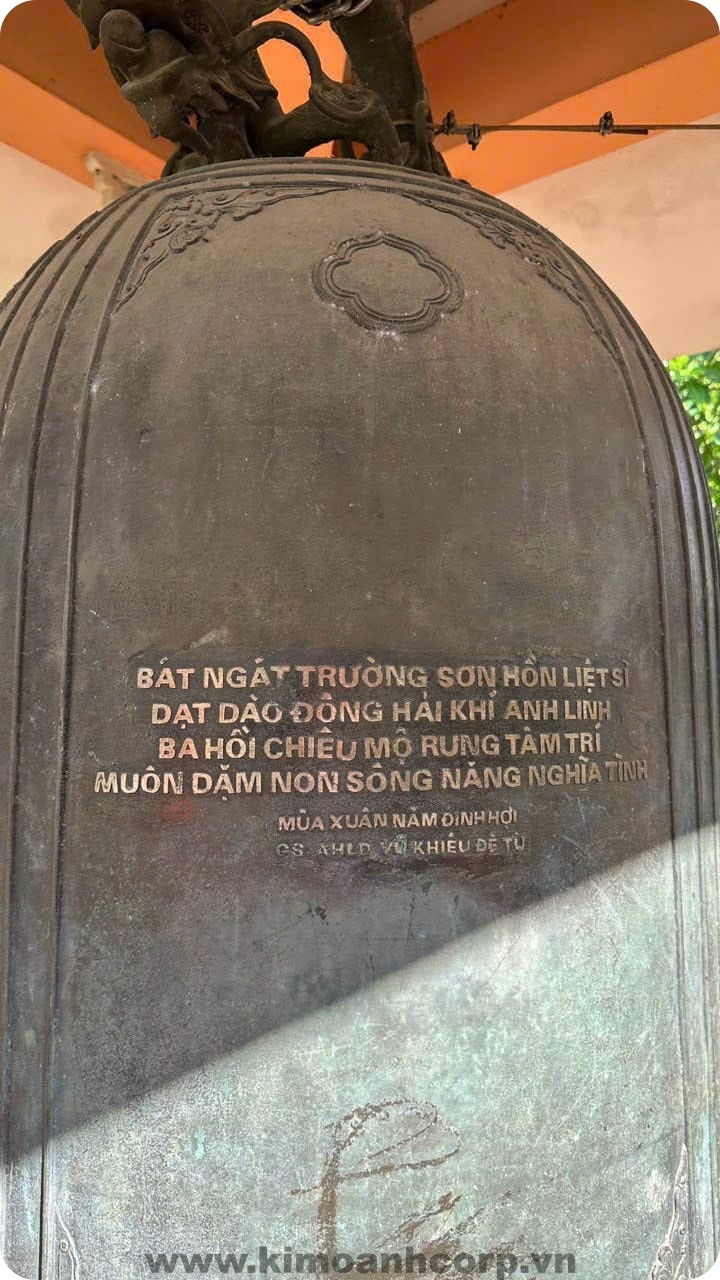 BÁT NGÁT TRƯỜNG SƠN HỒN LIỆT SĨ
DẠT DÀO ĐÔNG HẢI KHÍ ANH LINH
BA HỒI CHIÊU MỘ RUNG TÂM TRÍ
MUÔN DẶM NON SÔNG NẶNG NGHĨA TÌNH
MÙA XUÂN NĂM ĐINH HỢI
GS. AHLĐ. VŨ KHIÊU ĐỀ TỪ
www.kimoanhcorp.vn